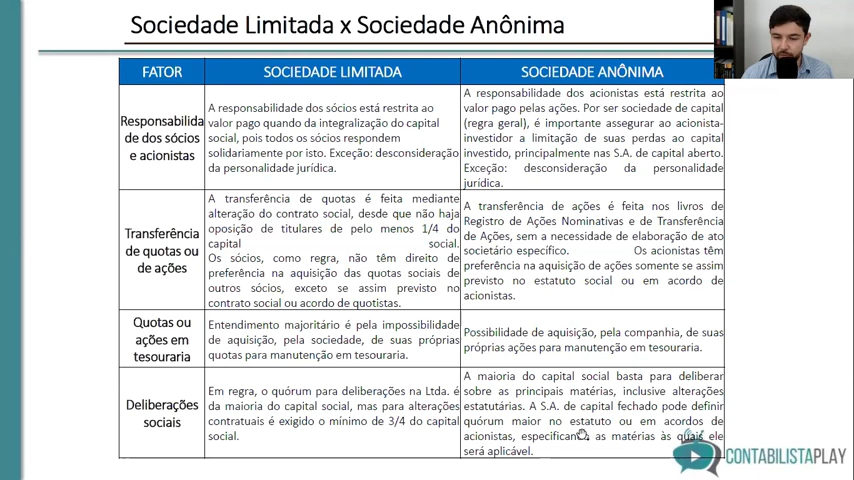 Sociedade Limitada x Sociedade Anônima
FATOR
SOCIEDADE LIMITADA
SOCIEDADE ANÔNIMA
Responsabilida
de dos sócios
e acionistas
A responsabilidade dos sócios está restrita ao
valor pago quando da integralização do capital
social, pois todos os sócios respondem
solidariamente por isto. Exceção: desconsideração
da personalidade jurídica.
A responsabilidade dos acionistas está restrita ao
valor pago pelas ações. Por ser sociedade de capital
(regra geral), é importante assegurar ao acionista-
investidor a limitação de suas perdas ao capital
investido, principalmente nas S.A. de capital aberto.
Exceção: desconsideração da personalidade
jurídica.
Transferência
de quotas ou
de ações
A transferência de quotas é feita mediante
alteração do contrato social, desde que não haja
oposição de titulares de pelo menos 1/4 do
capital social.
Os sócios, como regra, não têm direito de
preferência na aquisição das quotas sociais de
outros sócios, exceto se assim previsto no
contrato social ou acordo de quotistas.
A transferência de ações é feita nos livros de
Registro de Ações Nominativas e de Transferência
de Ações, sem a necessidade de elaboração de ato
societário específico. Os acionistas têm
preferência na aquisição de ações somente se assim
previsto no estatuto social ou em acordo de
acionistas.
Quotas ou
ações em
tesouraria
Entendimento majoritário é pela impossibilidade
de aquisição, pela sociedade, de suas próprias
quotas para manutenção em tesouraria.
Possibilidade de aquisição, pela companhia, de suas
próprias ações para manutenção em tesouraria.
Deliberações
sociais
Em regra, o quórum para deliberações na Ltda. é
da maioria do capital social, mas para alterações
contratuais é exigido o mínimo de 3/4 do capital
social.
A maioria do capital social basta para deliberar
sobre as principais matérias, inclusive alterações
estatutárias. A S.A. de capital fechado pode definir
quórum maior no estatuto ou em acordos de
acionistas, especificando as matérias às quais ele
será aplicável.
CONTABILISTAPLAY